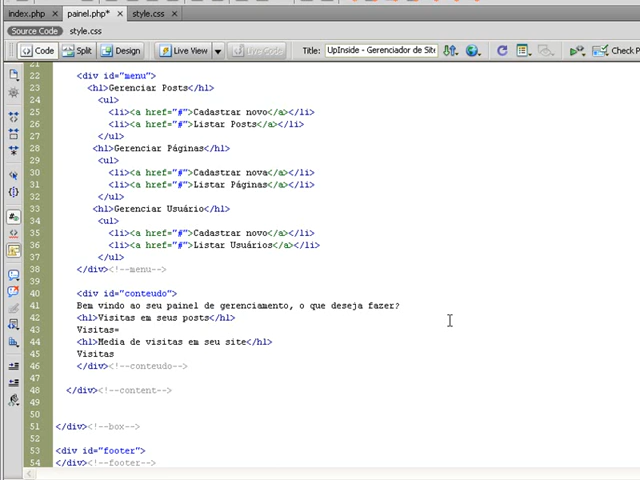 index.php × painel.php* × style.css ×
Source Code style.css
Code Split Design Live View Live Code Title: UpInside - Gerenciador de Site Check P
21
22 <div id="menu">
23 <h1>Gerenciar Posts</h1>
24 <ul>
25 <li><a href="#">Cadastrar novo</a></li>
26 <li><a href="#">Listar Posts</a></li>
27 </ul>
28 <h1>Gerenciar Páginas</h1>
29 <ul>
30 <li><a href="#">Cadastrar nova</a></li>
31 <li><a href="#">Listar Páginas</a></li>
32 </ul>
33 <h1>Gerenciar Usuário</h1>
34 <ul>
35 <li><a href="#">Cadastrar novo</a></li>
36 <li><a href="#">Listar Usuários</a></li>
37 </ul>
38 </div><!--menu-->
39
40 <div id="conteudo">
41 Bem vindo ao seu painel de gerenciamento, o que deseja fazer?
42 <h1>Visitas em seus posts</h1>
43 Visitas=
44 <h1>Media de visitas em seu site</h1>
45 Visitas
46 </div><!--conteudo-->
47
48 </div><!--content-->
49
50
51 </div><!--box-->
52
53 <div id="footer">
54 </div><!--footer-->